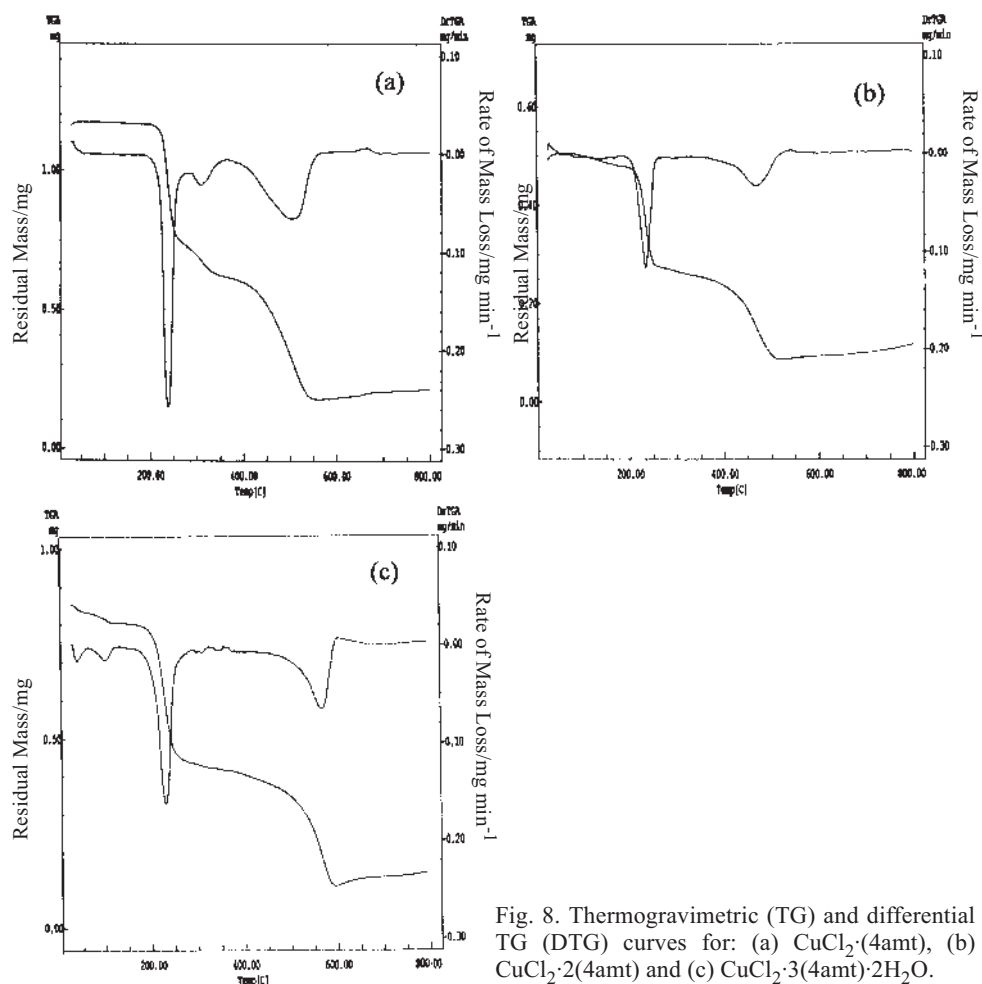 TGA
mg
DrTGA
mg/min
(a)
0.10
0.00
-0.10
-0.20
-0.30
1.00
0.50
0.00
Residual Mass/mg
Rate of Mass Loss/mg min-1
200.00 400.00 600.00 800.00
Temp[C]
TGA
mg
DrTGA
mg/min
(b)
0.10
0.00
-0.10
-0.20
-0.30
0.60
0.40
0.20
0.00
Residual Mass/mg
Rate of Mass Loss/mg min-1
200.00 400.00 600.00 800.00
Temp[C]
TGA
mg
DrTGA
mg/min
(c)
0.10
0.00
-0.10
-0.20
-0.30
1.00
0.50
0.00
Residual Mass/mg
Rate of Mass Loss/mg min-1
200.00 400.00 600.00 800.00
Temp[C]
Fig. 8. Thermogravimetric (TG) and differential
TG (DTG) curves for: (a) CuCl2·(4amt), (b)
CuCl2·2(4amt) and (c) CuCl2·3(4amt)·2H2O.